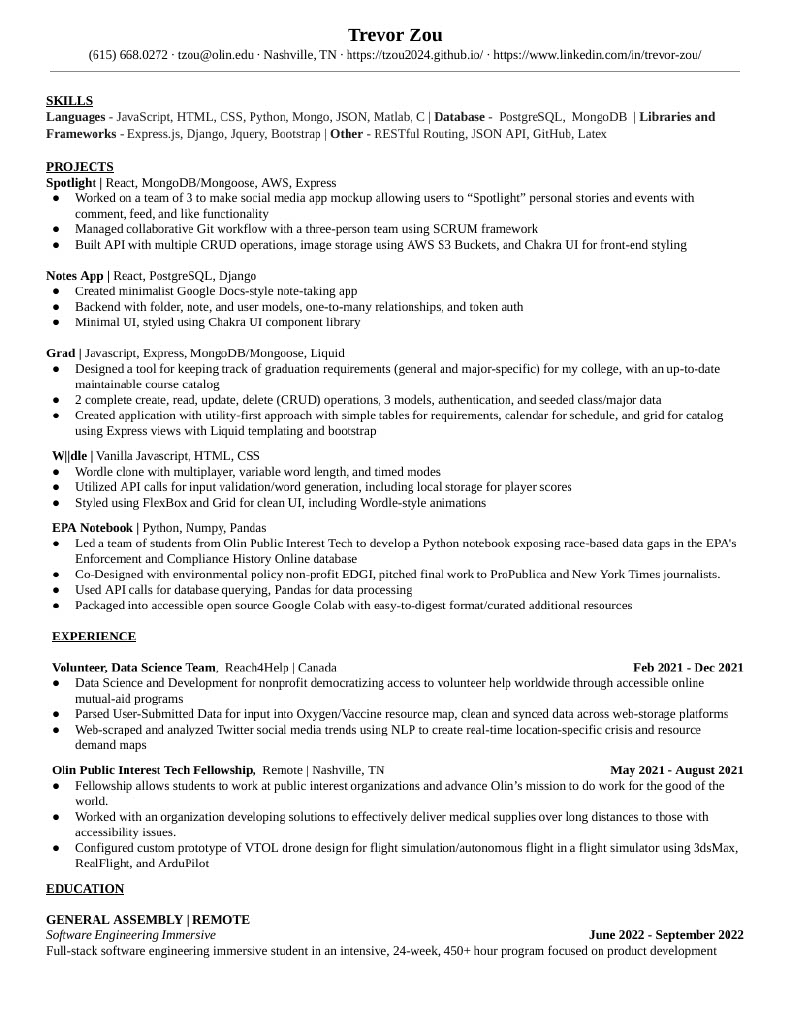 Trevor Zou
(615) 668.0272 · tzou@olin.edu · Nashville, TN · https://tzou2024.github.io/ · https://www.linkedin.com/in/trevor-zou/
SKILLS
Languages - JavaScript, HTML, CSS, Python, Mongo, JSON, Matlab, C | Database - PostgreSQL, MongoDB | Libraries and
Frameworks - Express.js, Django, Jquery, Bootstrap | Other - RESTful Routing, JSON API, GitHub, Latex
PROJECTS
Spotlight | React, MongoDB/Mongoose, AWS, Express
● Worked on a team of 3 to make social media app mockup allowing users to “Spotlight” personal stories and events with
comment, feed, and like functionality
● Managed collaborative Git workflow with a three-person team using SCRUM framework
● Built API with multiple CRUD operations, image storage using AWS S3 Buckets, and Chakra UI for front-end styling
Notes App | React, PostgreSQL, Django
● Created minimalist Google Docs-style note-taking app
● Backend with folder, note, and user models, one-to-many relationships, and token auth
● Minimal UI, styled using Chakra UI component library
Grad | Javascript, Express, MongoDB/Mongoose, Liquid
● Designed a tool for keeping track of graduation requirements (general and major-specific) for my college, with an up-to-date
maintainable course catalog
● 2 complete create, read, update, delete (CRUD) operations, 3 models, authentication, and seeded class/major data
● Created application with utility-first approach with simple tables for requirements, calendar for schedule, and grid for catalog
using Express views with Liquid templating and bootstrap
W||dle | Vanilla Javascript, HTML, CSS
● Wordle clone with multiplayer, variable word length, and timed modes
● Utilized API calls for input validation/word generation, including local storage for player scores
● Styled using FlexBox and Grid for clean UI, including Wordle-style animations
EPA Notebook | Python, Numpy, Pandas
● Led a team of students from Olin Public Interest Tech to develop a Python notebook exposing race-based data gaps in the EPA's
Enforcement and Compliance History Online database
● Co-Designed with environmental policy non-profit EDGI, pitched final work to ProPublica and New York Times journalists.
● Used API calls for database querying, Pandas for data processing
● Packaged into accessible open source Google Colab with easy-to-digest format/curated additional resources
EXPERIENCE
Volunteer, Data Science Team, Reach4Help | Canada Feb 2021 - Dec 2021
● Data Science and Development for nonprofit democratizing access to volunteer help worldwide through accessible online
mutual-aid programs
● Parsed User-Submitted Data for input into Oxygen/Vaccine resource map, clean and synced data across web-storage platforms
● Web-scraped and analyzed Twitter social media trends using NLP to create real-time location-specific crisis and resource
demand maps
Olin Public Interest Tech Fellowship, Remote | Nashville, TN May 2021 - August 2021
● Fellowship allows students to work at public interest organizations and advance Olin’s mission to do work for the good of the
world.
● Worked with an organization developing solutions to effectively deliver medical supplies over long distances to those with
accessibility issues.
● Configured custom prototype of VTOL drone design for flight simulation/autonomous flight in a flight simulator using 3dsMax,
RealFlight, and ArduPilot
EDUCATION
GENERAL ASSEMBLY | REMOTE
Software Engineering Immersive June 2022 - September 2022
Full-stack software engineering immersive student in an intensive, 24-week, 450+ hour program focused on product development